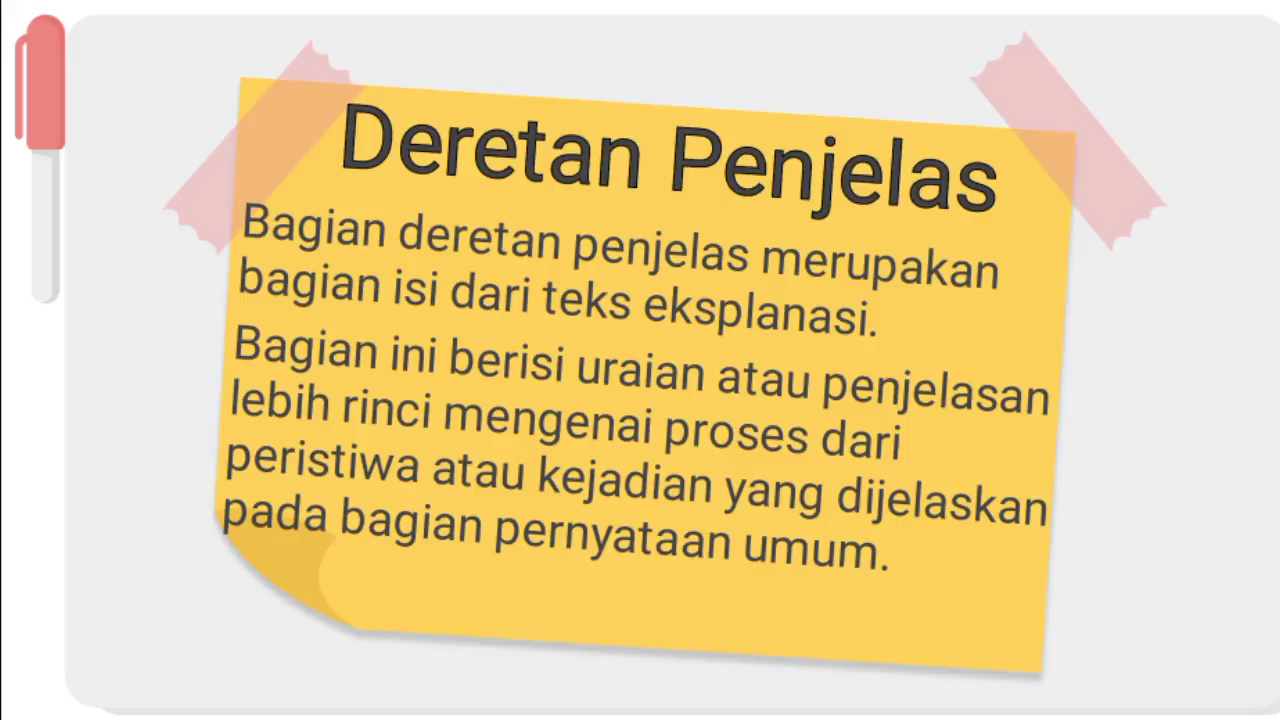 Deretan Penjelas
Bagian deretan penjelas merupakan
bagian isi dari teks eksplanasi.
Bagian ini berisi uraian atau penjelasan
lebih rinci mengenai proses dari
peristiwa atau kejadian yang dijelaskan
pada bagian pernyataan umum.